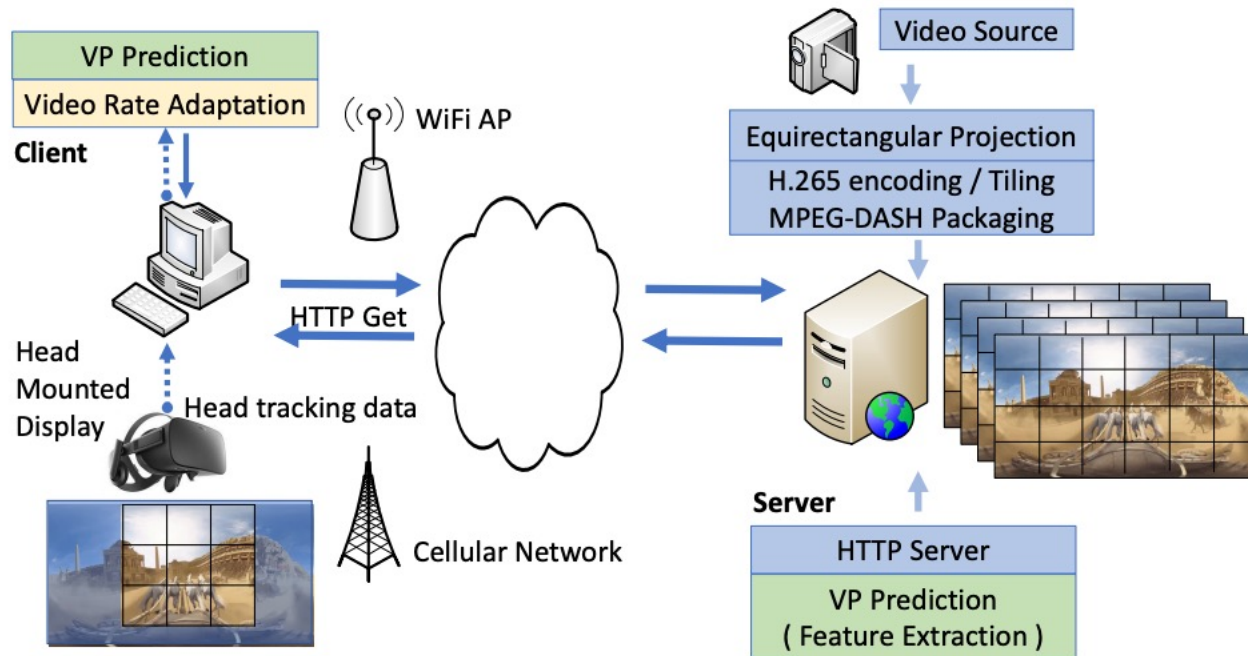 VP Prediction
Video Rate Adaptation
Client
WiFi AP
Video Source
Equirectangular Projection
H.265 encoding / Tiling
MPEG-DASH Packaging
HTTP Get
Head
Mounted
Display
Head tracking data
Cellular Network
Server
HTTP Server
VP Prediction
( Feature Extraction )